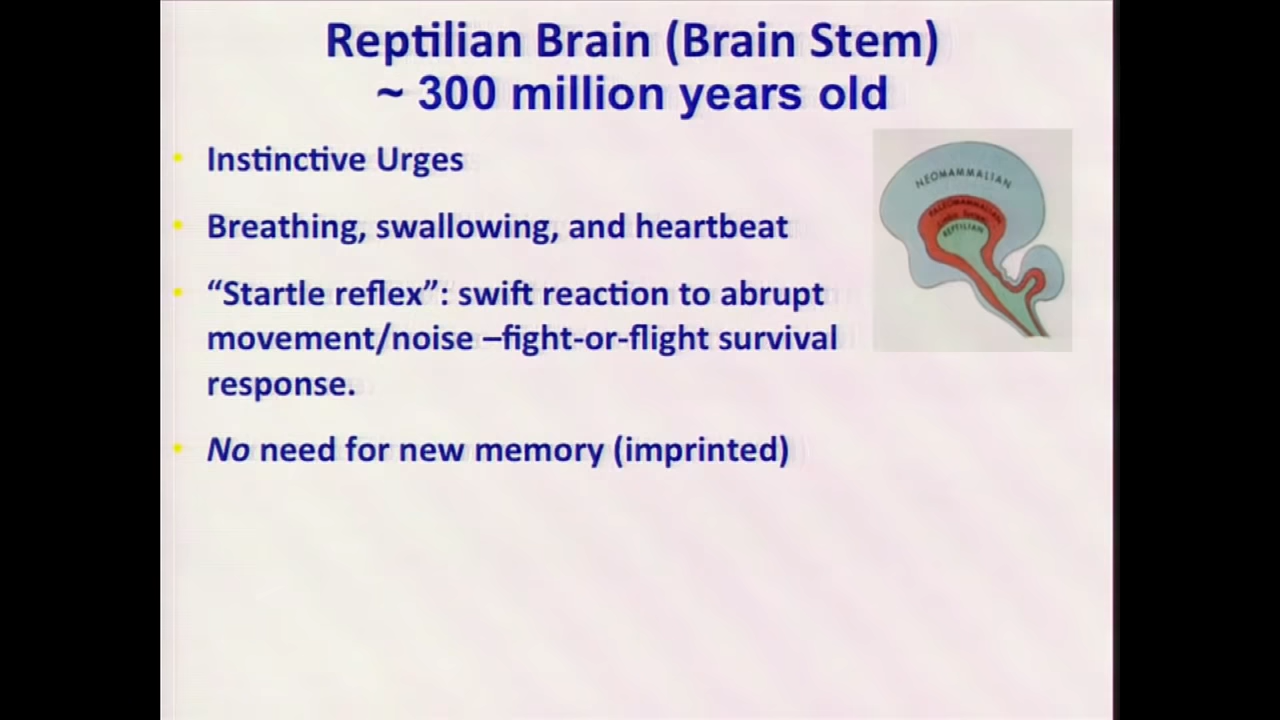 Reptilian Brain (Brain Stem)
~ 300 million years old
Instinctive Urges
Breathing, swallowing, and heartbeat
“Startle reflex”: swift reaction to abrupt
movement/noise –fight-or-flight survival
response.
No need for new memory (imprinted)
NEOMAMMALIAN
PALEOMAMMALIAN
REPTILIAN